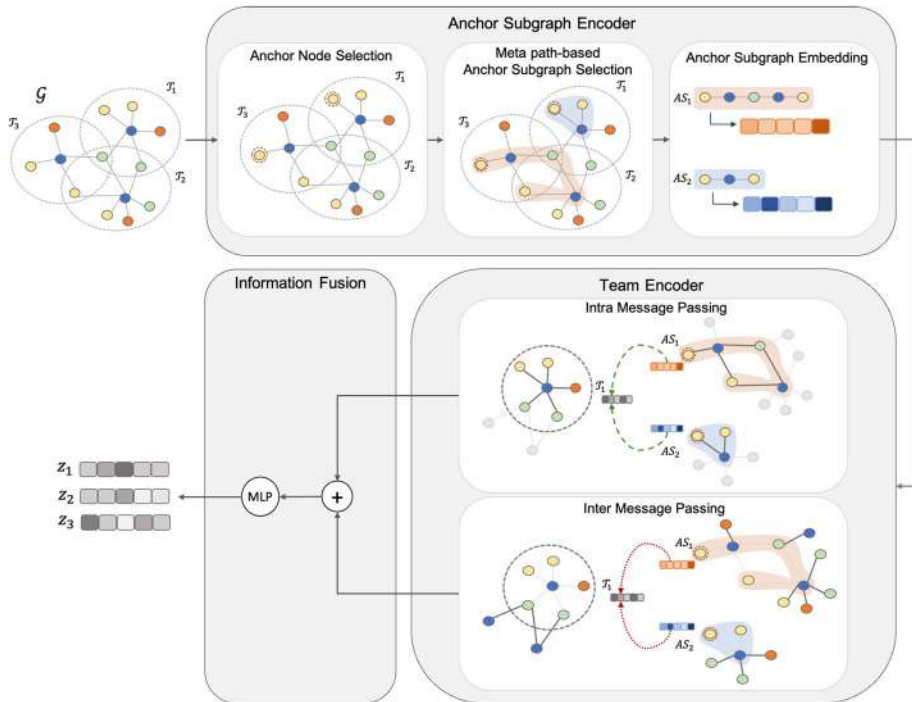 Anchor Subgraph Encoder
Anchor Node Selection
Meta path-based
Anchor Subgraph Selection
Anchor Subgraph Embedding
𝒢
𝒯₁
𝒯₃
𝒯₂
𝒯₁
𝒯₃
𝒯₂
𝒯₁
𝒯₃
𝒯₂
AS₁
AS₂
Information Fusion
Team Encoder
Intra Message Passing
AS₁
𝒯₁
AS₂
Z₁
Z₂
Z₃
MLP
+
Inter Message Passing
AS₁
𝒯₁
AS₂